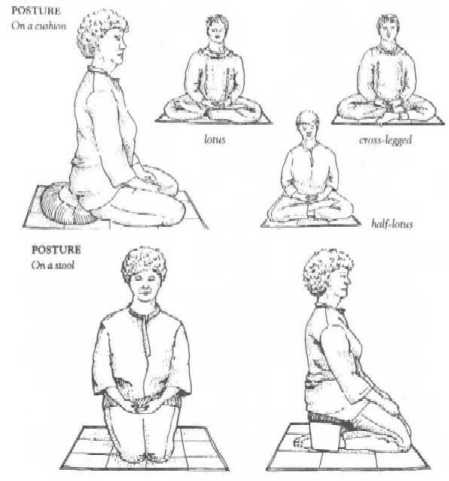 POSTURE
On a cushion
lotus
cross-legged
half-lotus
POSTURE
On a stool